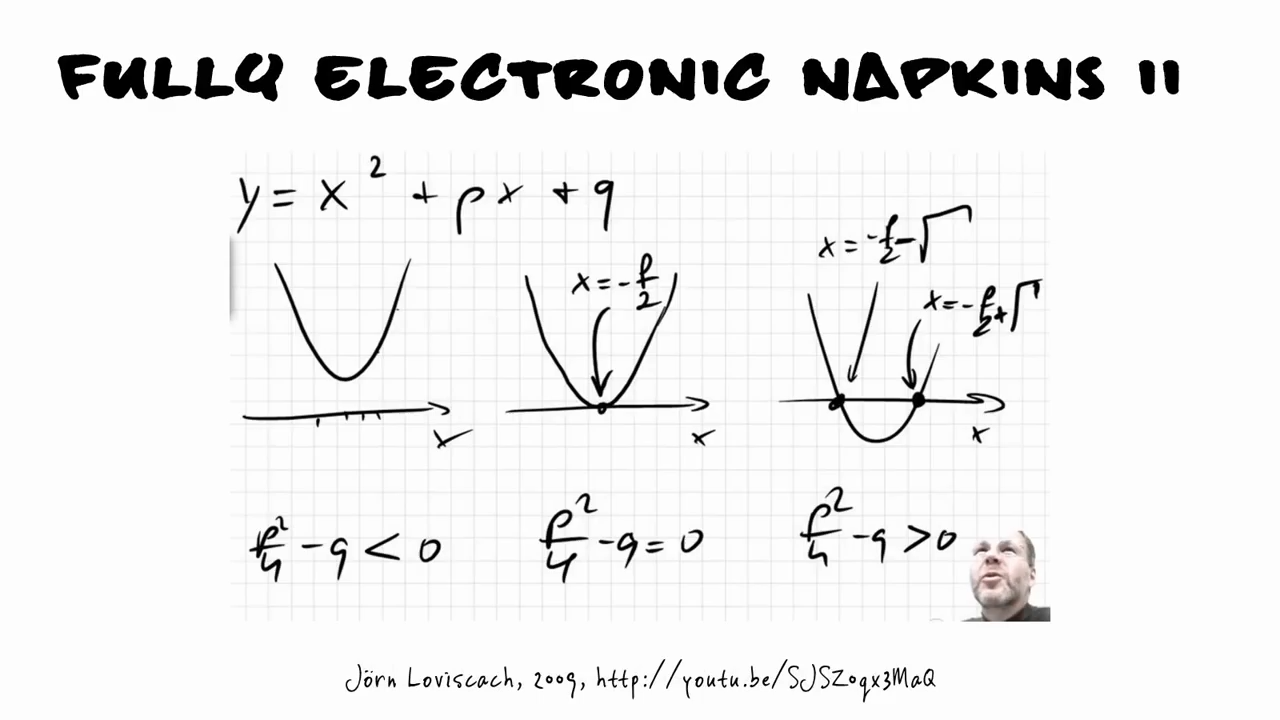 FULLY ELECTRONIC NAPKINS II
y = x² + px + q
x = -p/2 - √
x = -p/2
x = -p/2 + √
x
x
x
p²/4 - q < 0
p²/4 - q = 0
p²/4 - q > 0
Jörn Loviscach, 2009, http://youtu.be/SJSZoqx3MaQ